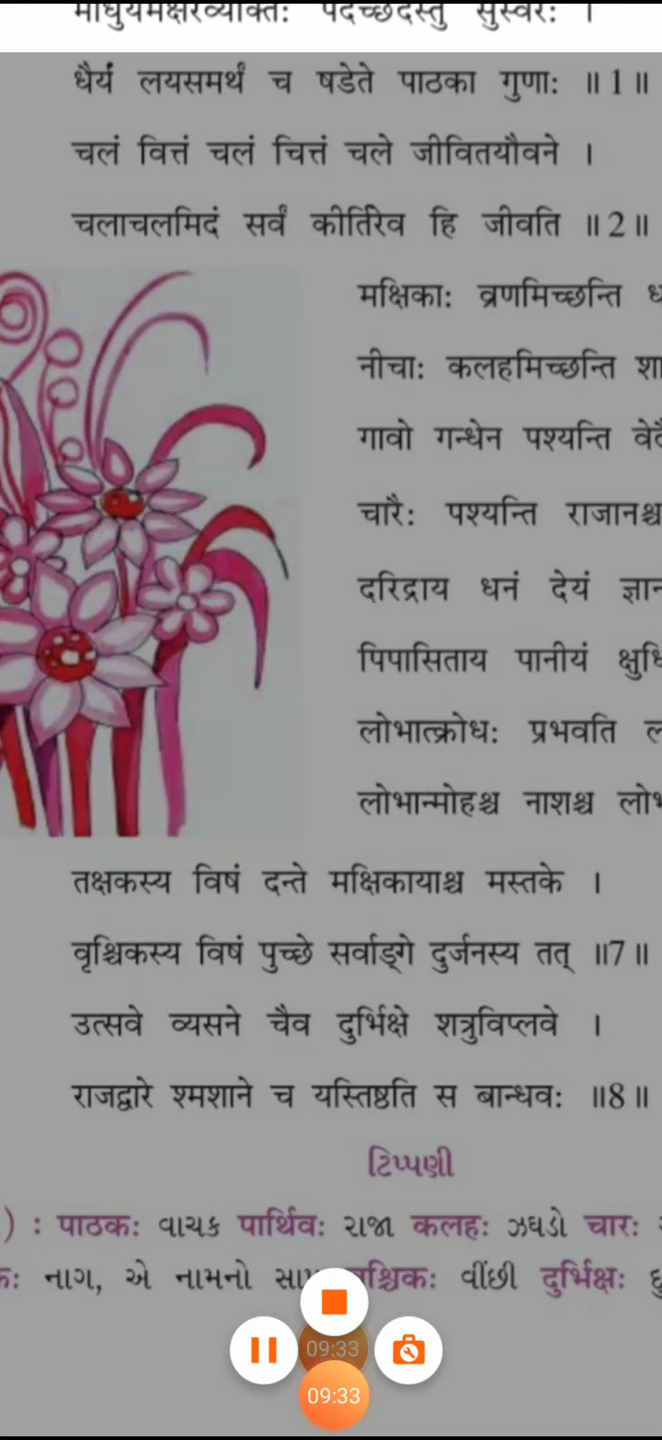 माधुर्यमक्षरव्यक्तिः पदच्छेदस्तु सुस्वरः ।
धैर्यं लयसमर्थं च षडेते पाठका गुणाः ॥1॥
चलं वित्तं चलं चित्तं चले जीवितयौवने ।
चलाचलमिदं सर्वं कीर्तिरेव हि जीवति ॥2॥
मक्षिकाः व्रणमिच्छन्ति
नीचाः कलहमिच्छन्ति
गावो गन्धेन पश्यन्ति
चारैः पश्यन्ति राजानश्च
दरिद्राय धनं देयं
पिपासिताय पानीयं
लोभात्क्रोधः प्रभवति
लोभान्मोहश्च नाशश्च
तक्षकस्य विषं दन्ते मक्षिकायाश्च मस्तके ।
वृश्चिकस्य विषं पुच्छे सर्वाङ्गे दुर्जनस्य तत् ॥7॥
उत्सवे व्यसने चैव दुर्भिक्षे शत्रुविप्लवे ।
राजद्वारे श्मशाने च यस्तिष्ठति स बान्धवः ॥8॥
ટિપ્પણી
) : पाठकः વાચક पार्थिवः રાજા कलहः ઝઘડો चारः
નાગ, એ નામનો વીંછી दुर्भिक्षः
09:33
09:33